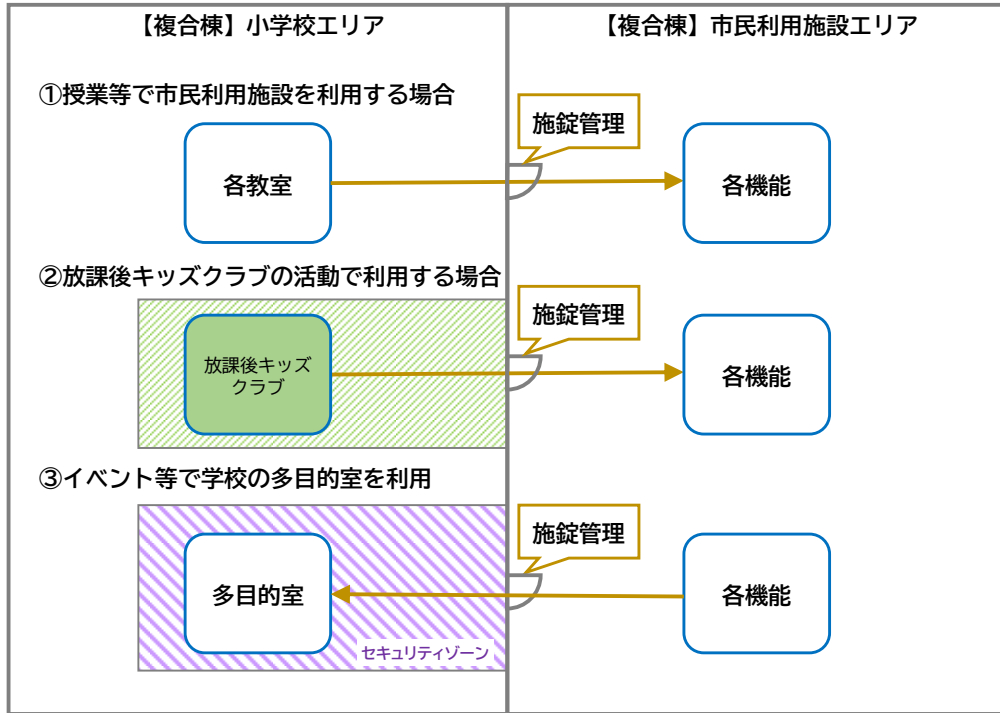 【複合棟】小学校エリア
【複合棟】市民利用施設エリア
①授業等で市民利用施設を利用する場合
施錠管理
各教室
各機能
②放課後キッズクラブの活動で利用する場合
施錠管理
放課後キッズ
クラブ
各機能
③イベント等で学校の多目的室を利用
施錠管理
多目的室
各機能
セキュリティゾーン